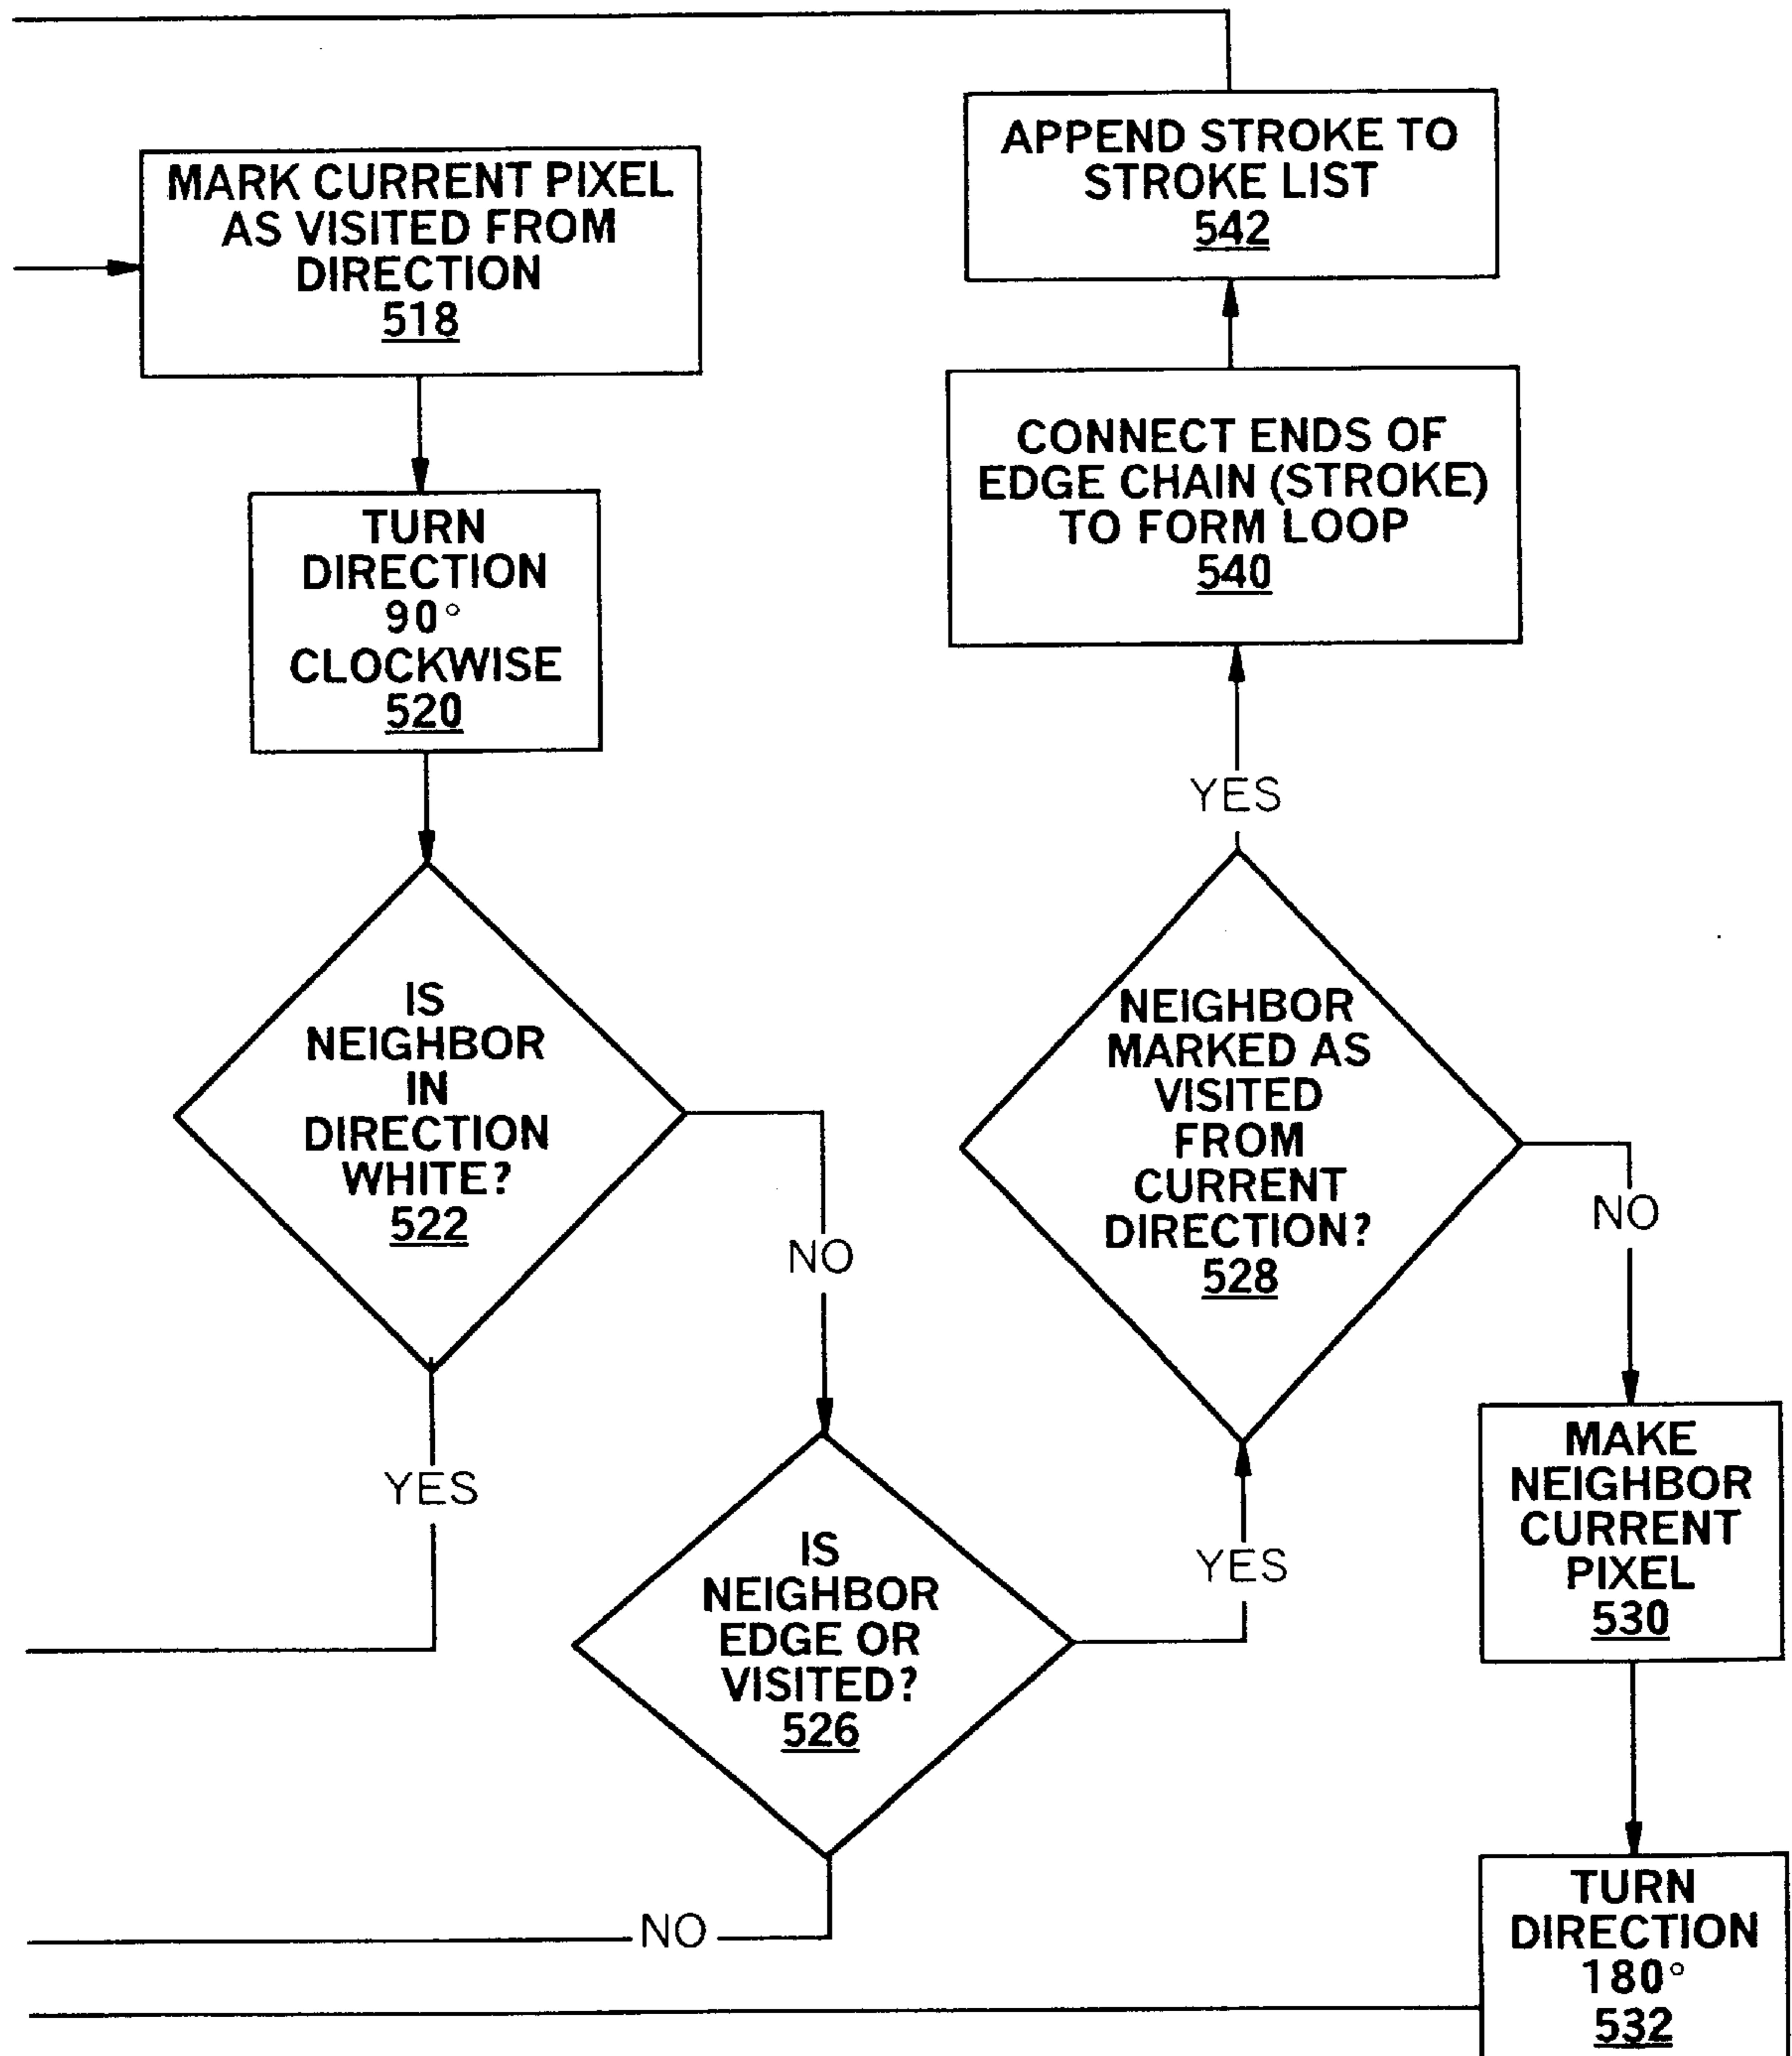 MARK CURRENT PIXEL
AS VISITED FROM
DIRECTION
518
TURN
DIRECTION
90°
CLOCKWISE
520
IS
NEIGHBOR
IN
DIRECTION
WHITE?
522
YES
NO
IS
NEIGHBOR
EDGE OR
VISITED?
526
NO
YES
NEIGHBOR
MARKED AS
VISITED
FROM
CURRENT
DIRECTION?
528
YES
CONNECT ENDS OF
EDGE CHAIN (STROKE)
TO FORM LOOP
540
APPEND STROKE TO
STROKE LIST
542
NO
MAKE
NEIGHBOR
CURRENT
PIXEL
530
TURN
DIRECTION
180°
532